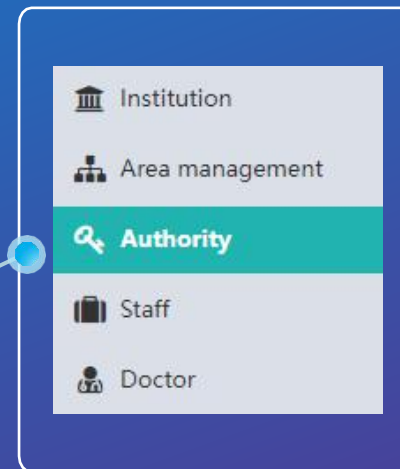 Institution
Area management
Authority
Staff
Doctor